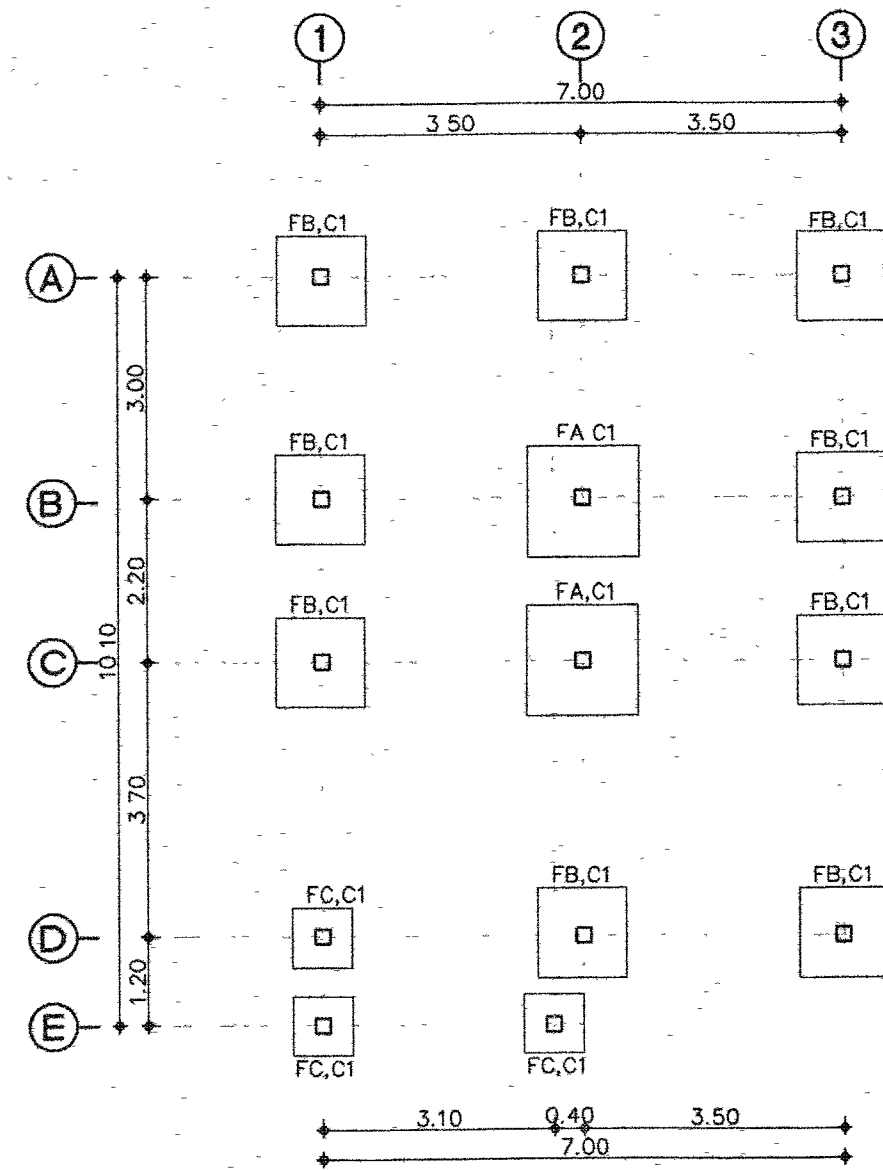 1 2 3
7.00
3 50 3.50
FB,C1 FB,C1 FB,C1
A
3.00
FB,C1 FA C1 FB,C1
B
2.20
FB,C1 FA,C1 FB,C1
C
10 10
3 70
FC,C1 FB,C1 FB,C1
D
1.20
E
FC,C1 FC,C1
3.10 0.40 3.50
7.00